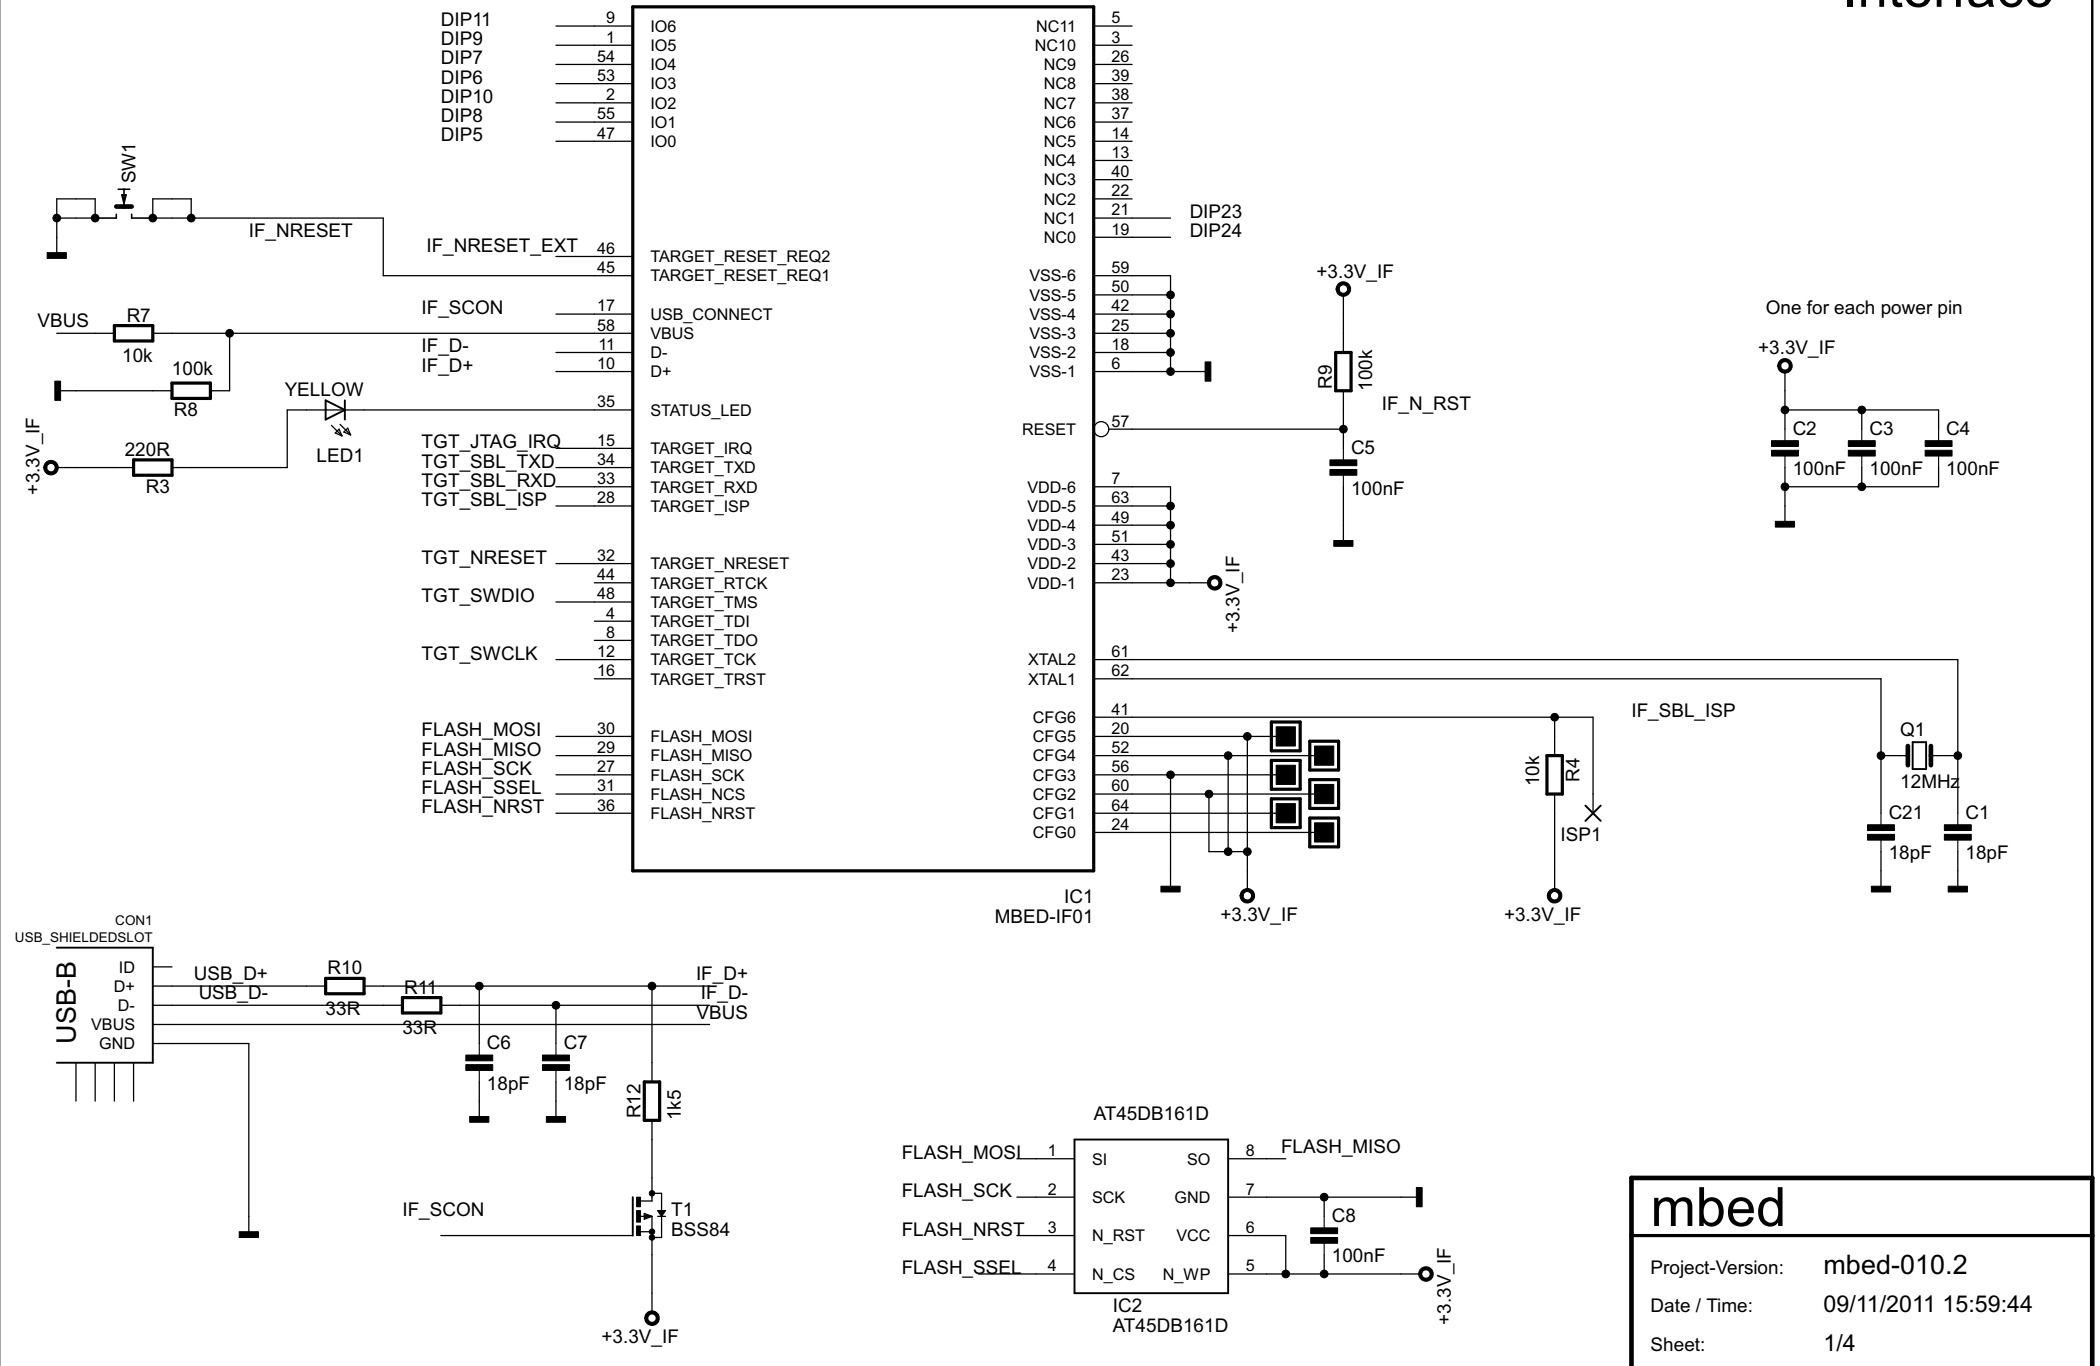 Interface
DIP11 9 IO6
DIP9 1 IO5
DIP7 54 IO4
DIP6 53 IO3
DIP10 2 IO2
DIP8 55 IO1
DIP5 47 IO0
SW1
IF_NRESET
IF_NRESET_EXT 46 TARGET_RESET_REQ2
45 TARGET_RESET_REQ1
IF_SCON 17 USB_CONNECT
VBUS R7 10k
58 VBUS
IF_D- 11 D-
IF_D+ 10 D+
100k R8
YELLOW LED1
35 STATUS_LED
+3.3V_IF
220R R3
TGT_JTAG_IRQ 15 TARGET_IRQ
TGT_SBL_TXD 34 TARGET_TXD
TGT_SBL_RXD 33 TARGET_RXD
TGT_SBL_ISP 28 TARGET_ISP
TGT_NRESET 32 TARGET_NRESET
44 TARGET_RTCK
TGT_SWDIO 48 TARGET_TMS
4 TARGET_TDI
8 TARGET_TDO
TGT_SWCLK 12 TARGET_TCK
16 TARGET_TRST
FLASH_MOSI 30 FLASH_MOSI
FLASH_MISO 29 FLASH_MISO
FLASH_SCK 27 FLASH_SCK
FLASH_SSEL 31 FLASH_NCS
FLASH_NRST 36 FLASH_NRST
NC11 5
NC10 3
NC9 26
NC8 39
NC7 38
NC6 37
NC5 14
NC4 13
NC3 40
NC2 22
NC1 21 DIP23
NC0 19 DIP24
VSS-6 59
VSS-5 50
VSS-4 42
VSS-3 25
VSS-2 18
VSS-1 6
RESET 57
VDD-6 7
VDD-5 63
VDD-4 49
VDD-3 51
VDD-2 43
VDD-1 23
+3.3V_IF
XTAL2 61
XTAL1 62
CFG6 41
CFG5 20
CFG4 52
CFG3 56
CFG2 60
CFG1 64
CFG0 24
IC1
MBED-IF01
+3.3V_IF
+3.3V_IF
R9 100k
IF_N_RST
C5
100nF
One for each power pin
+3.3V_IF
C2 C3 C4
100nF 100nF 100nF
IF_SBL_ISP
10k R4
ISP1
+3.3V_IF
Q1
12MHz
C21 C1
18pF 18pF
CON1
USB_SHIELDEDSLOT
USB-B
ID
D+
D-
VBUS
GND
USB_D+ R10 33R IF_D+
USB_D- R11 33R IF_D-
VBUS
C6 C7
18pF 18pF
R12 1k5
IF_SCON
T1
BSS84
+3.3V_IF
AT45DB161D
FLASH_MOSI 1 SI SO 8 FLASH_MISO
FLASH_SCK 2 SCK GND 7
FLASH_NRST 3 N_RST VCC 6
FLASH_SSEL 4 N_CS N_WP 5
C8
100nF
+3.3V_IF
IC2
AT45DB161D
mbed
Project-Version: mbed-010.2
Date / Time: 09/11/2011 15:59:44
Sheet: 1/4